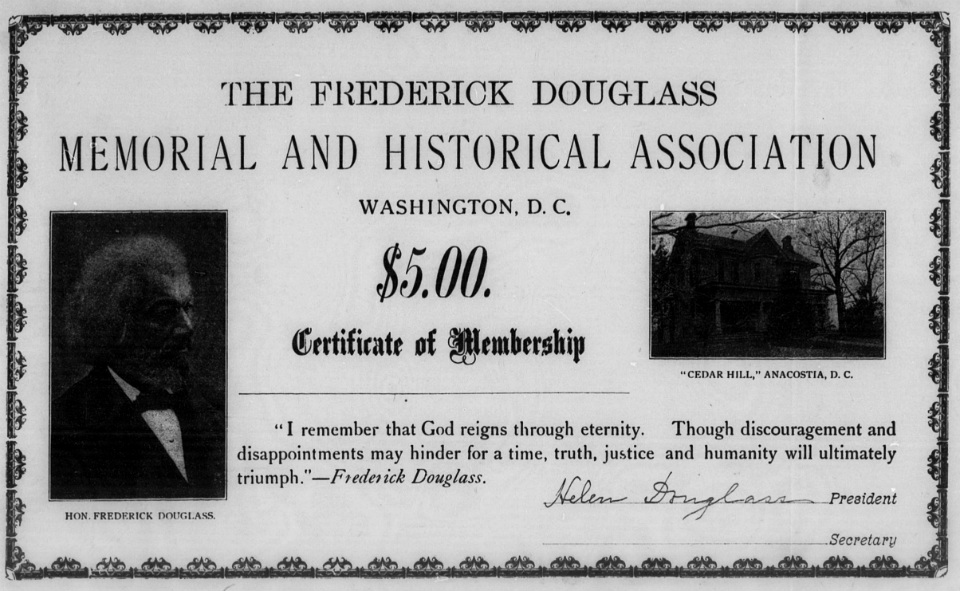 THE FREDERICK DOUGLASS
MEMORIAL AND HISTORICAL ASSOCIATION
WASHINGTON, D. C.
$5.00.
Certificate of Membership
"CEDAR HILL," ANACOSTIA, D. C.
"I remember that God reigns through eternity. Though discouragement and
disappointments may hinder for a time, truth, justice and humanity will ultimately
triumph."—Frederick Douglass.
Helen Douglass President
Secretary
HON. FREDERICK DOUGLASS.